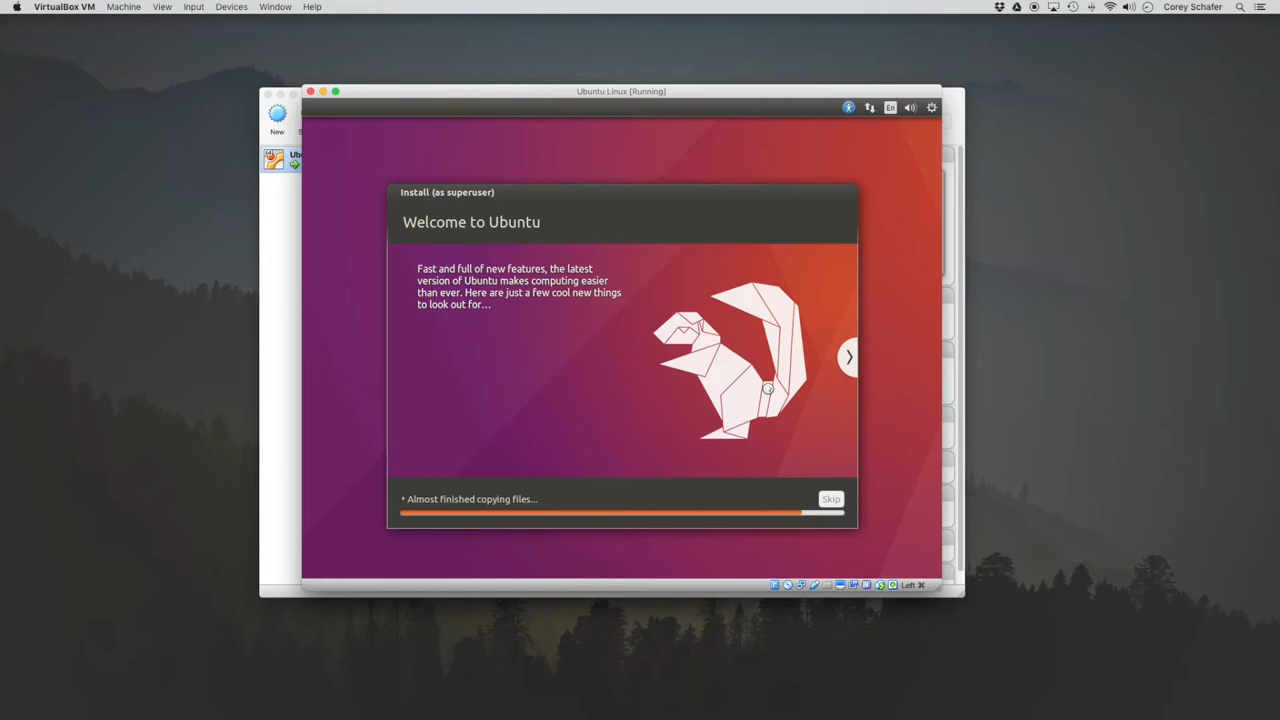 VirtualBox VM Machine View Input Devices Window Help Corey Schafer
Ubuntu Linux [Running]
En
New
Ub
Install (as superuser)
Welcome to Ubuntu
Fast and full of new features, the latest
version of Ubuntu makes computing easier
than ever. Here are just a few cool new things
to look out for...
Almost finished copying files...
Skip
Left ⌘